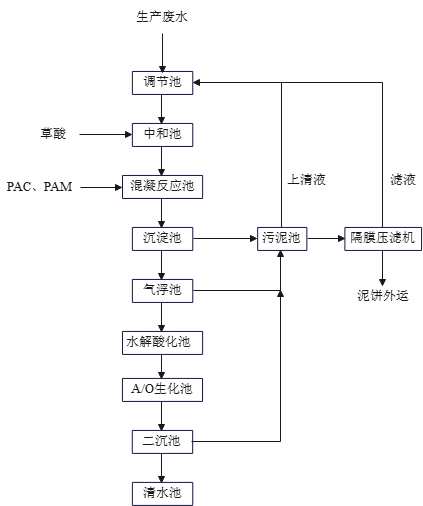 生产废水
调节池
草酸
中和池
PAC、PAM
混凝反应池
上清液
滤液
沉淀池
污泥池
隔膜压滤机
气浮池
泥饼外运
水解酸化池
A/O生化池
二沉池
清水池